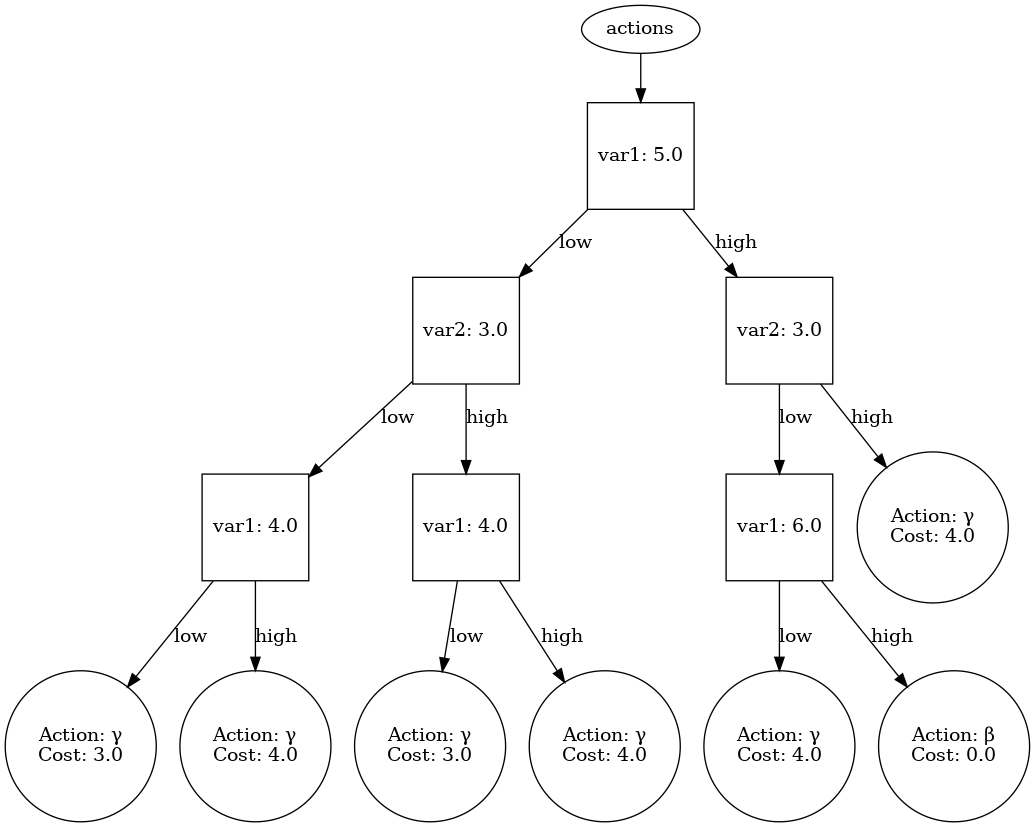 actions
var1: 5.0
low
high
var2: 3.0
var2: 3.0
low
high
low
high
var1: 4.0
var1: 4.0
var1: 6.0
Action: γ
Cost: 4.0
low
high
low
high
low
high
Action: γ
Cost: 3.0
Action: γ
Cost: 4.0
Action: γ
Cost: 3.0
Action: γ
Cost: 4.0
Action: γ
Cost: 4.0
Action: β
Cost: 0.0